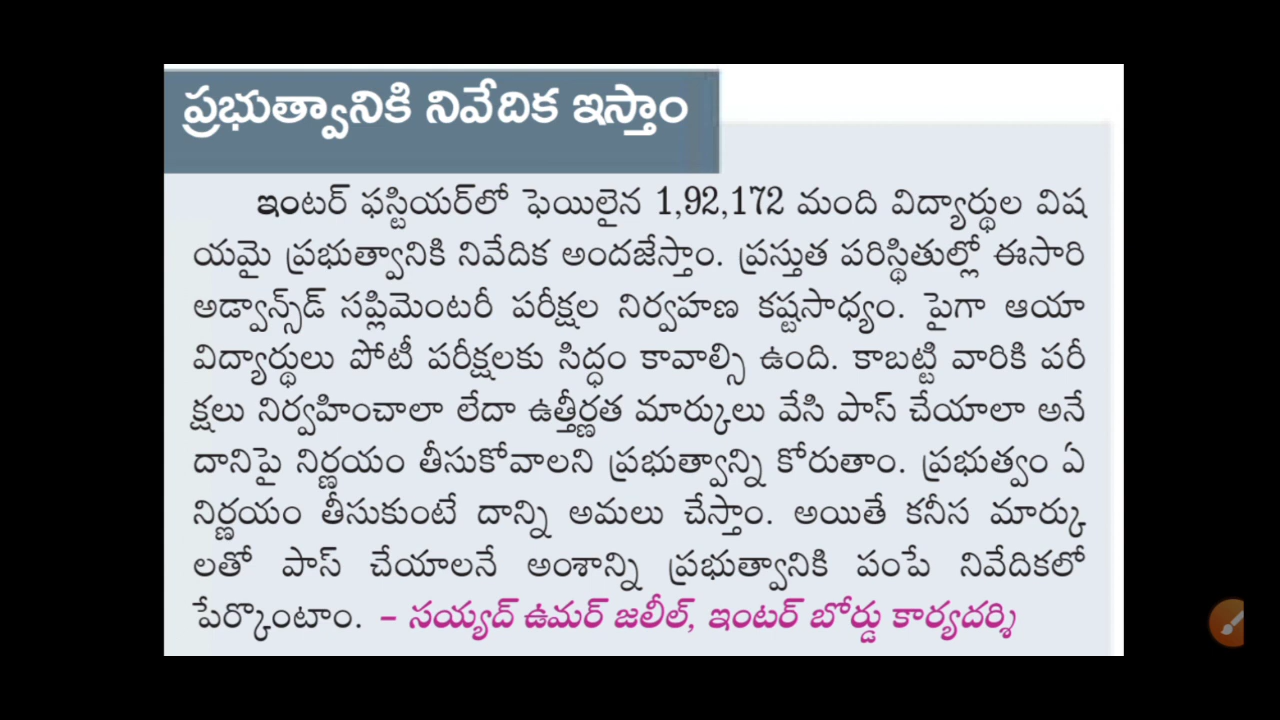 ప్రభుత్వానికి నివేదిక ఇస్తాం
ఇంటర్ ఫస్టియర్‌లో ఫెయిలైన 1,92,172 మంది విద్యార్థుల విష
యమై ప్రభుత్వానికి నివేదిక అందజేస్తాం. ప్రస్తుత పరిస్థితుల్లో ఈసారి
అడ్వాన్స్‌డ్ సప్లిమెంటరీ పరీక్షల నిర్వహణ కష్టసాధ్యం. పైగా ఆయా
విద్యార్థులు పోటీ పరీక్షలకు సిద్ధం కావాల్సి ఉంది. కాబట్టి వారికి పరీ
క్షలు నిర్వహించాలా లేదా ఉత్తీర్ణత మార్కులు వేసి పాస్ చేయాలా అనే
దానిపై నిర్ణయం తీసుకోవాలని ప్రభుత్వాన్ని కోరుతాం. ప్రభుత్వం ఏ
నిర్ణయం తీసుకుంటే దాన్ని అమలు చేస్తాం. అయితే కనీస మార్కు
లతో పాస్ చేయాలనే అంశాన్ని ప్రభుత్వానికి పంపే నివేదికలో
పేర్కొంటాం. – సయ్యద్ ఉమర్ జలీల్, ఇంటర్ బోర్డు కార్యదర్శి